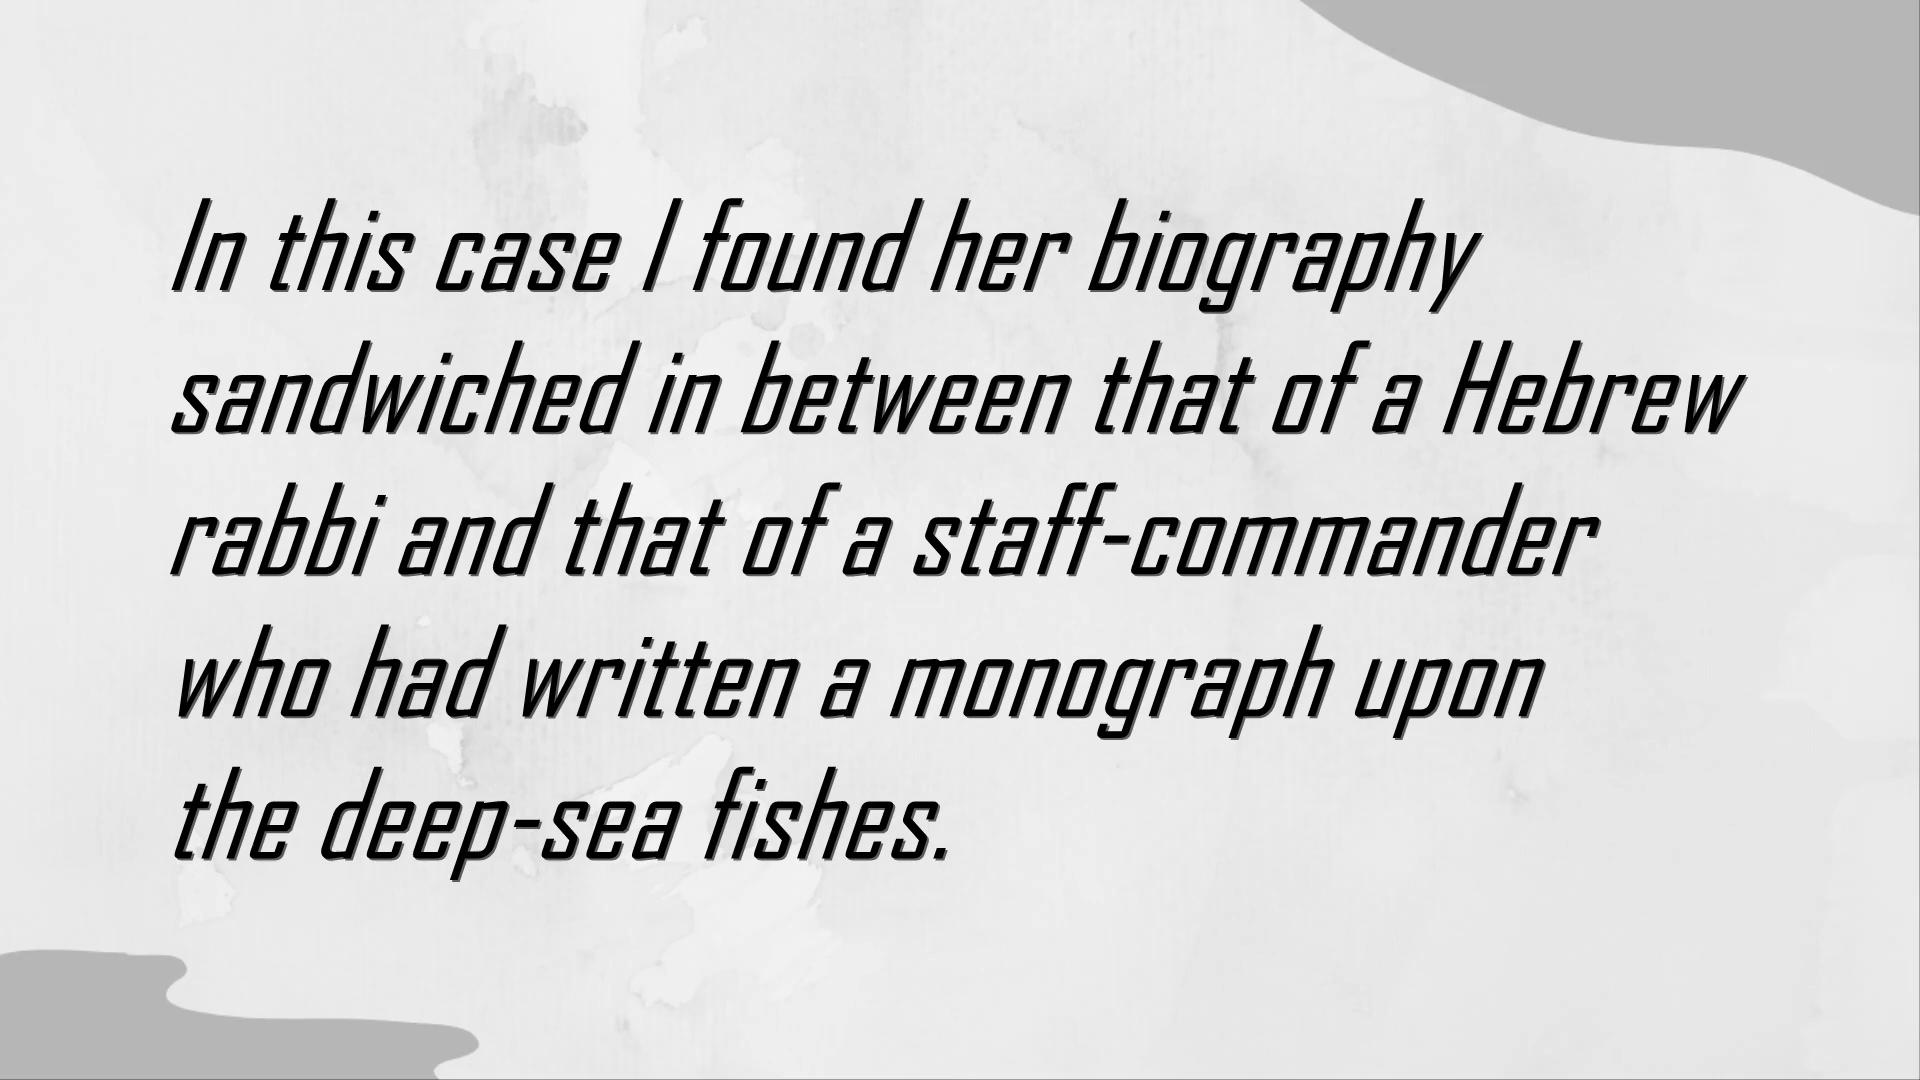 In this case I found her biography
sandwiched in between that of a Hebrew
rabbi and that of a staff-commander
who had written a monograph upon
the deep-sea fishes.